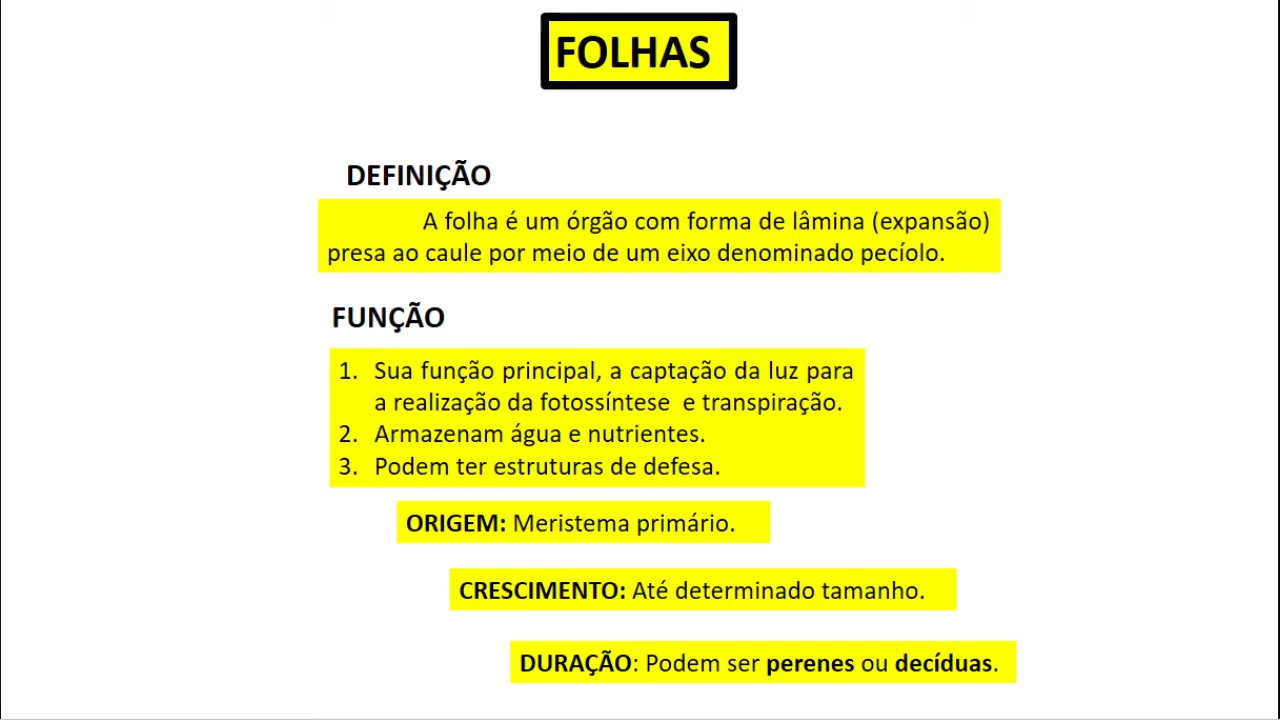 FOLHAS
DEFINIÇÃO
A folha é um órgão com forma de lâmina (expansão)
presa ao caule por meio de um eixo denominado pecíolo.
FUNÇÃO
1. Sua função principal, a captação da luz para
a realização da fotossíntese e transpiração.
2. Armazenam água e nutrientes.
3. Podem ter estruturas de defesa.
ORIGEM: Meristema primário.
CRESCIMENTO: Até determinado tamanho.
DURAÇÃO: Podem ser perenes ou decíduas.